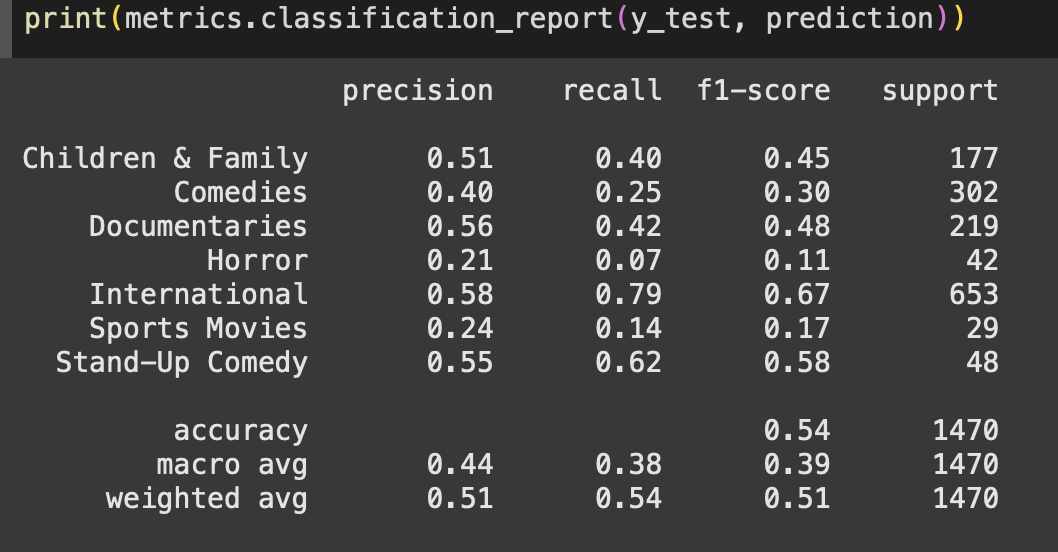 print(metrics.classification_report(y_test, prediction))
precision recall f1-score support
Children & Family 0.51 0.40 0.45 177
Comedies 0.40 0.25 0.30 302
Documentaries 0.56 0.42 0.48 219
Horror 0.21 0.07 0.11 42
International 0.58 0.79 0.67 653
Sports Movies 0.24 0.14 0.17 29
Stand-Up Comedy 0.55 0.62 0.58 48
accuracy 0.54 1470
macro avg 0.44 0.38 0.39 1470
weighted avg 0.51 0.54 0.51 1470